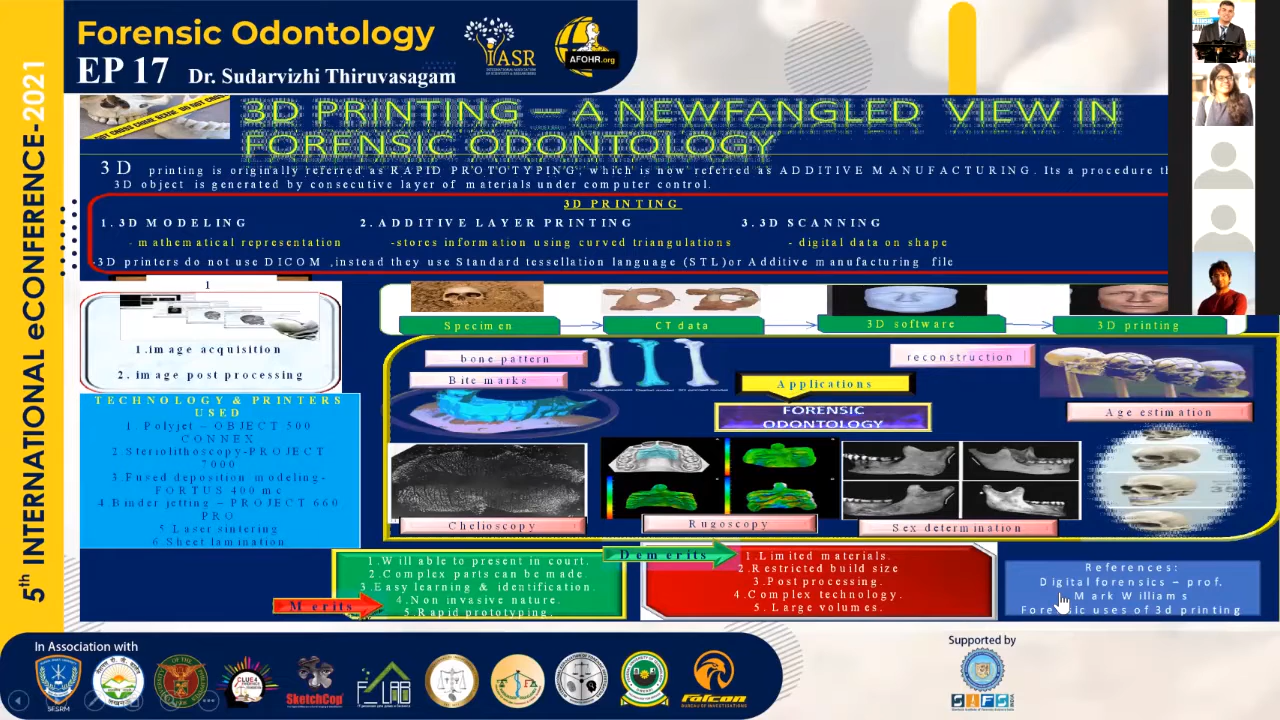 5th INTERNATIONAL eCONFERENCE-2021
Forensic Odontology
EP 17 Dr. Sudarvizhi Thiruvasagam
IASR
AFOHR.org
3D PRINTING – A NEWFANGLED VIEW IN
FORENSIC ODONTOLOGY
3D printing is originally referred as RAPID PROTOTYPING, which is now referred as ADDITIVE MANUFACTURING. Its a procedure
3D object is generated by consecutive layer of materials under computer control.
3D PRINTING
1.3D MODELING
2.ADDITIVE LAYER PRINTING
3.3D SCANNING
- mathematical representation
-stores information using curved triangulations
- digital data on shape
3D printers do not use DICOM ,instead they use Standard tessellation language (STL)or Additive manufacturing file
1
1.image acquisition
2. image post processing
Specimen
CT data
3D software
3D printing
TECHNOLOGY & PRINTERS
USED
1. Polyjet – OBJECT 500
CONNEX
2.Steriolithoscopy-PROJECT
7000
3.Fused deposition modeling-
FORTUS 400 mc
4 Binder jetting – PROJECT 660
PRO
5 Laser sintering
6.Sheet lamination
bone pattern
Bite marks
Applications
FORENSIC
ODONTOLOGY
reconstruction
Age estimation
Chelioscopy
Rugoscopy
Sex determination
Merits
1.Will able to present in court.
2.Complex parts can be made.
3.Easy learning & identification.
4.Non invasive nature.
5.Rapid prototyping.
Demerits
1.Limited materials.
2.Restricted build size
3.Post processing.
4.Complex technology.
5. Large volumes.
References:
Digital forensics – prof.
Mark Williams
Forensic uses of 3d printing
In Association with
SFSRM
CLUE4
SketchCop
F-LAB
Falcon
BUREAU OF INVESTIGATIONS
Supported by
SIFS
INDIA